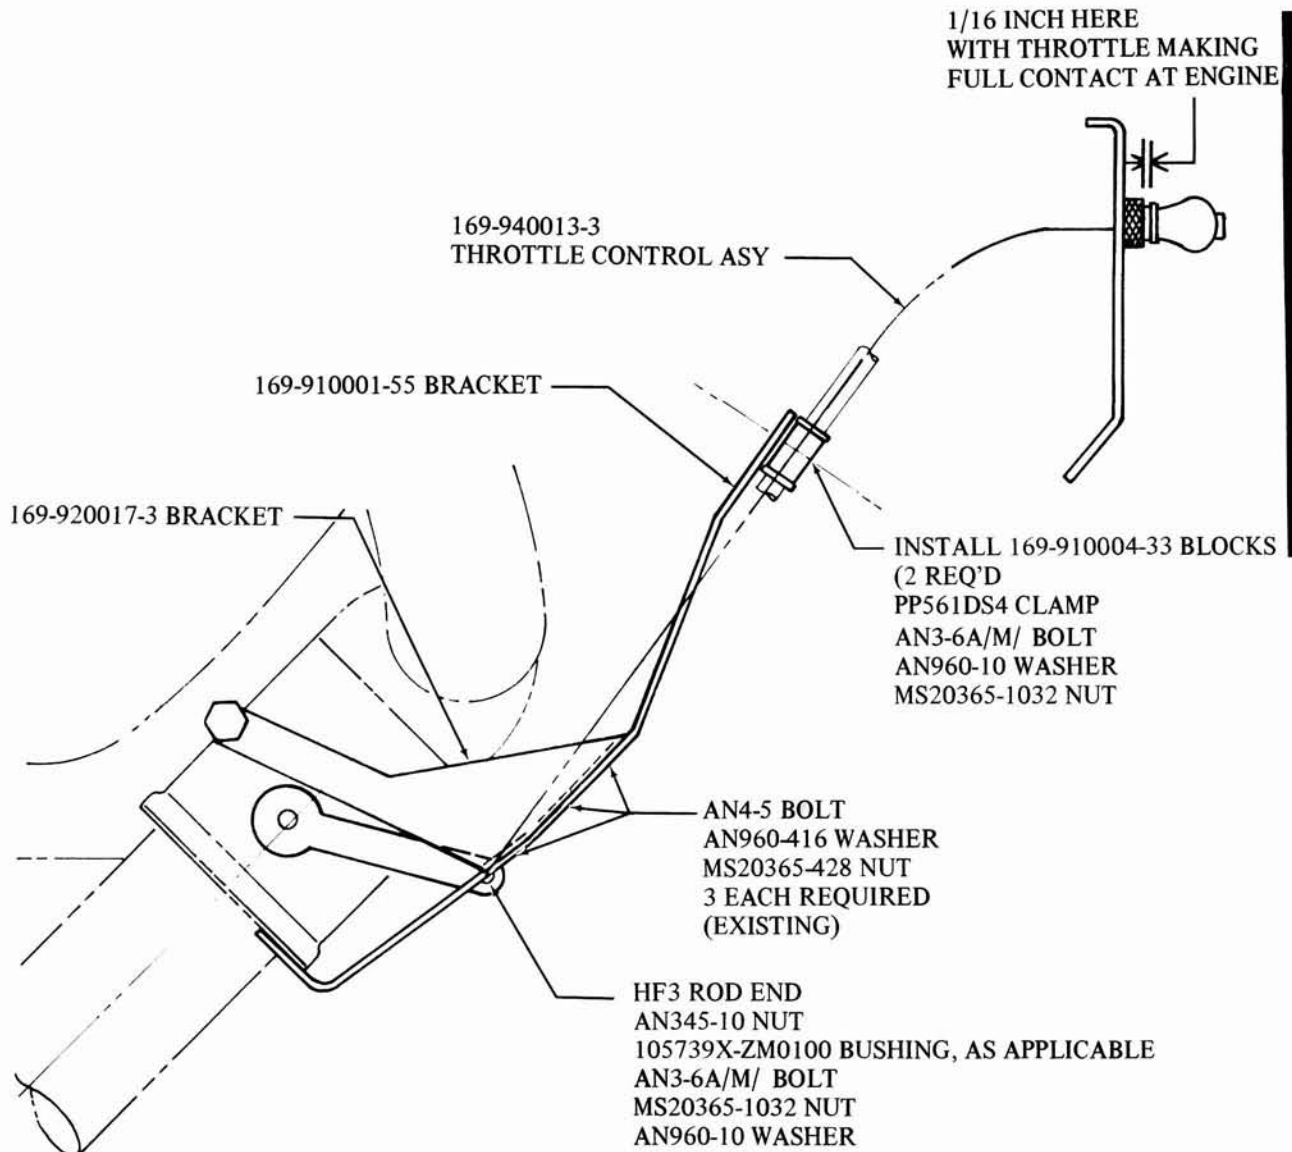 1/16 INCH HERE
WITH THROTTLE MAKING
FULL CONTACT AT ENGINE
169-940013-3
THROTTLE CONTROL ASY
169-910001-55 BRACKET
169-920017-3 BRACKET
INSTALL 169-910004-33 BLOCKS
(2 REQ'D
PP561DS4 CLAMP
AN3-6A/M/ BOLT
AN960-10 WASHER
MS20365-1032 NUT
AN4-5 BOLT
AN960-416 WASHER
MS20365-428 NUT
3 EACH REQUIRED
(EXISTING)
HF3 ROD END
AN345-10 NUT
105739X-ZM0100 BUSHING, AS APPLICABLE
AN3-6A/M/ BOLT
MS20365-1032 NUT
AN960-10 WASHER